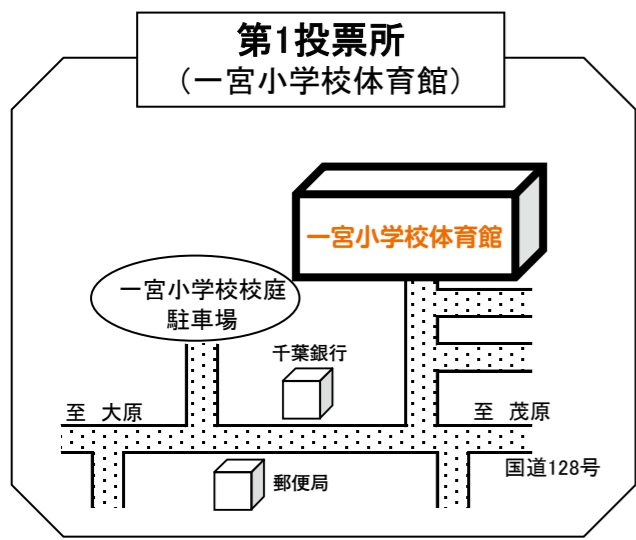 第1投票所
（一宮小学校体育館）
一宮小学校体育館
一宮小学校校庭
駐車場
千葉銀行
至 大原
至 茂原
国道128号
郵便局